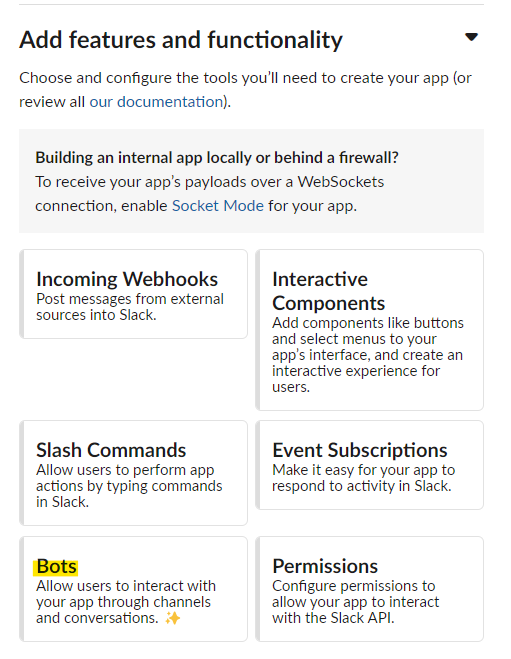 Add features and functionality
Choose and configure the tools you'll need to create your app (or
review all our documentation).
Building an internal app locally or behind a firewall?
To receive your app's payloads over a WebSockets
connection, enable Socket Mode for your app.
Incoming Webhooks
Post messages from external
sources into Slack.
Interactive
Components
Add components like buttons
and select menus to your
app's interface, and create an
interactive experience for
users.
Slash Commands
Allow users to perform app
actions by typing commands
in Slack.
Event Subscriptions
Make it easy for your app to
respond to activity in Slack.
Bots
Allow users to interact with
your app through channels
and conversations. ✨
Permissions
Configure permissions to
allow your app to interact
with the Slack API.